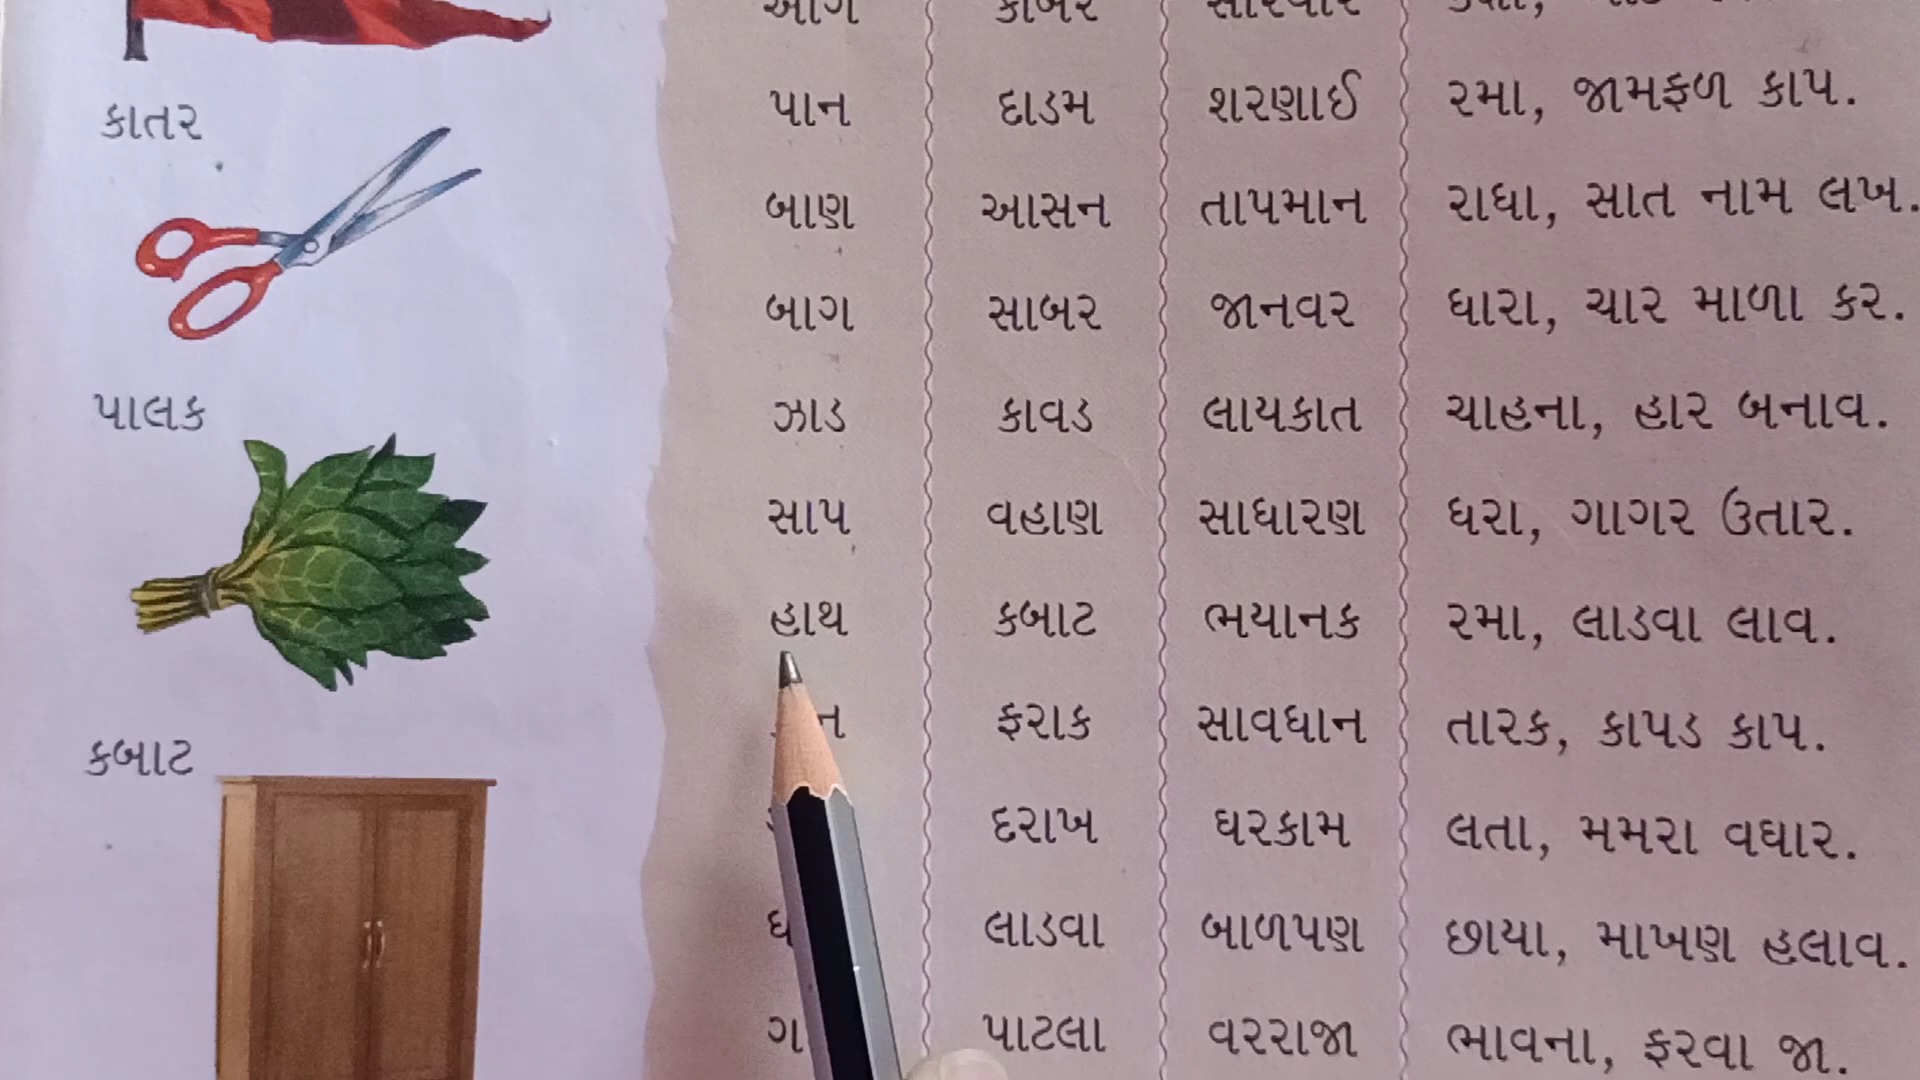 કાતર
પાલક
કબાટ
પાન દાડમ શરણાઈ રમા, જામફળ કાપ.
બાણ આસન તાપમાન રાધા, સાત નામ લખ.
બાગ સાબર જાનવર ધારા, ચાર માળા કર.
ઝાડ કાવડ લાયકાત ચાહના, હાર બનાવ.
સાપ વહાણ સાધારણ ધરા, ગાગર ઉતાર.
હાથ કબાટ ભયાનક રમા, લાડવા લાવ.
ફરાક સાવધાન તારક, કાપડ કાપ.
દરાખ ઘરકામ લતા, મમરા વઘાર.
લાડવા બાળપણ છાયા, માખણ હલાવ.
પાટલા વરરાજા ભાવના, ફરવા જા.